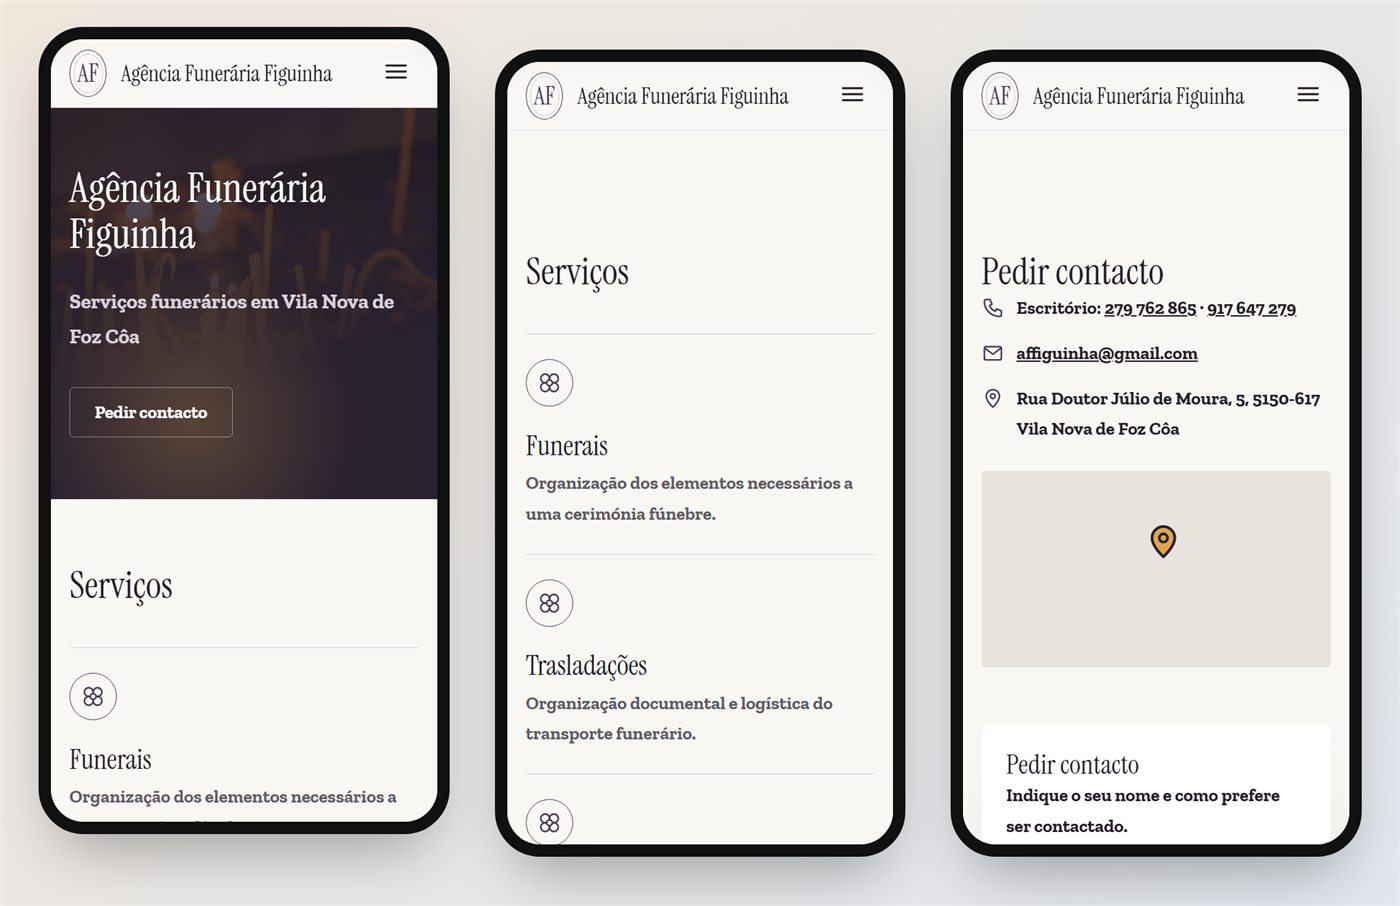 AF Agência Funerária Figuinha
Agência Funerária
Figuinha
Serviços funerários em Vila Nova de
Foz Côa
Pedir contacto
Serviços
Funerais
Organização dos elementos necessários a
AF Agência Funerária Figuinha
Serviços
Funerais
Organização dos elementos necessários a
uma cerimónia fúnebre.
Trasladações
Organização documental e logística do
transporte funerário.
AF Agência Funerária Figuinha
Pedir contacto
Escritório: 279 762 865 · 917 647 279
affiguinha@gmail.com
Rua Doutor Júlio de Moura, 5, 5150-617
Vila Nova de Foz Côa
Pedir contacto
Indique o seu nome e como prefere
ser contactado.